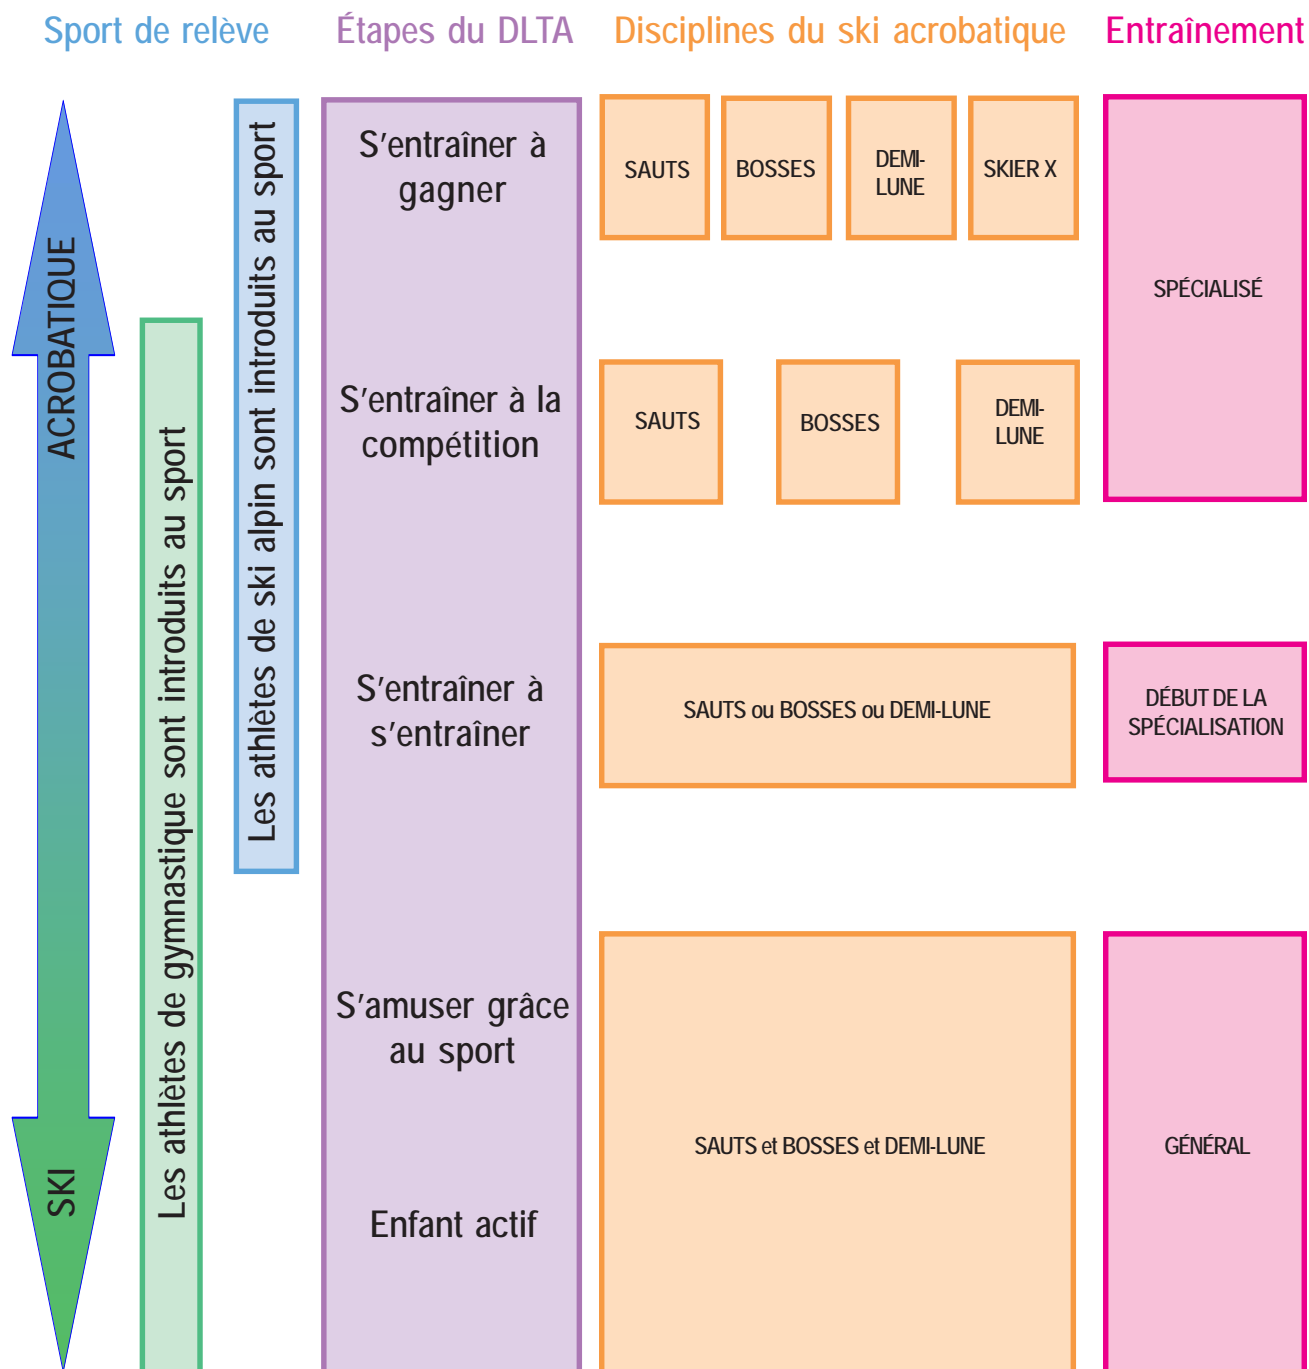 Sport de relève
Étapes du DLTA
Disciplines du ski acrobatique
Entraînement
ACROBATIQUE
SKI
Les athlètes de gymnastique sont introduits au sport
Les athlètes de ski alpin sont introduits au sport
S'entraîner à
gagner
SAUTS
BOSSES
DEMI-
LUNE
SKIER X
SPÉCIALISÉ
S'entraîner à la
compétition
SAUTS
BOSSES
DEMI-
LUNE
S'entraîner à
s'entraîner
SAUTS ou BOSSES ou DEMI-LUNE
DÉBUT DE LA
SPÉCIALISATION
S'amuser grâce
au sport
Enfant actif
SAUTS et BOSSES et DEMI-LUNE
GÉNÉRAL